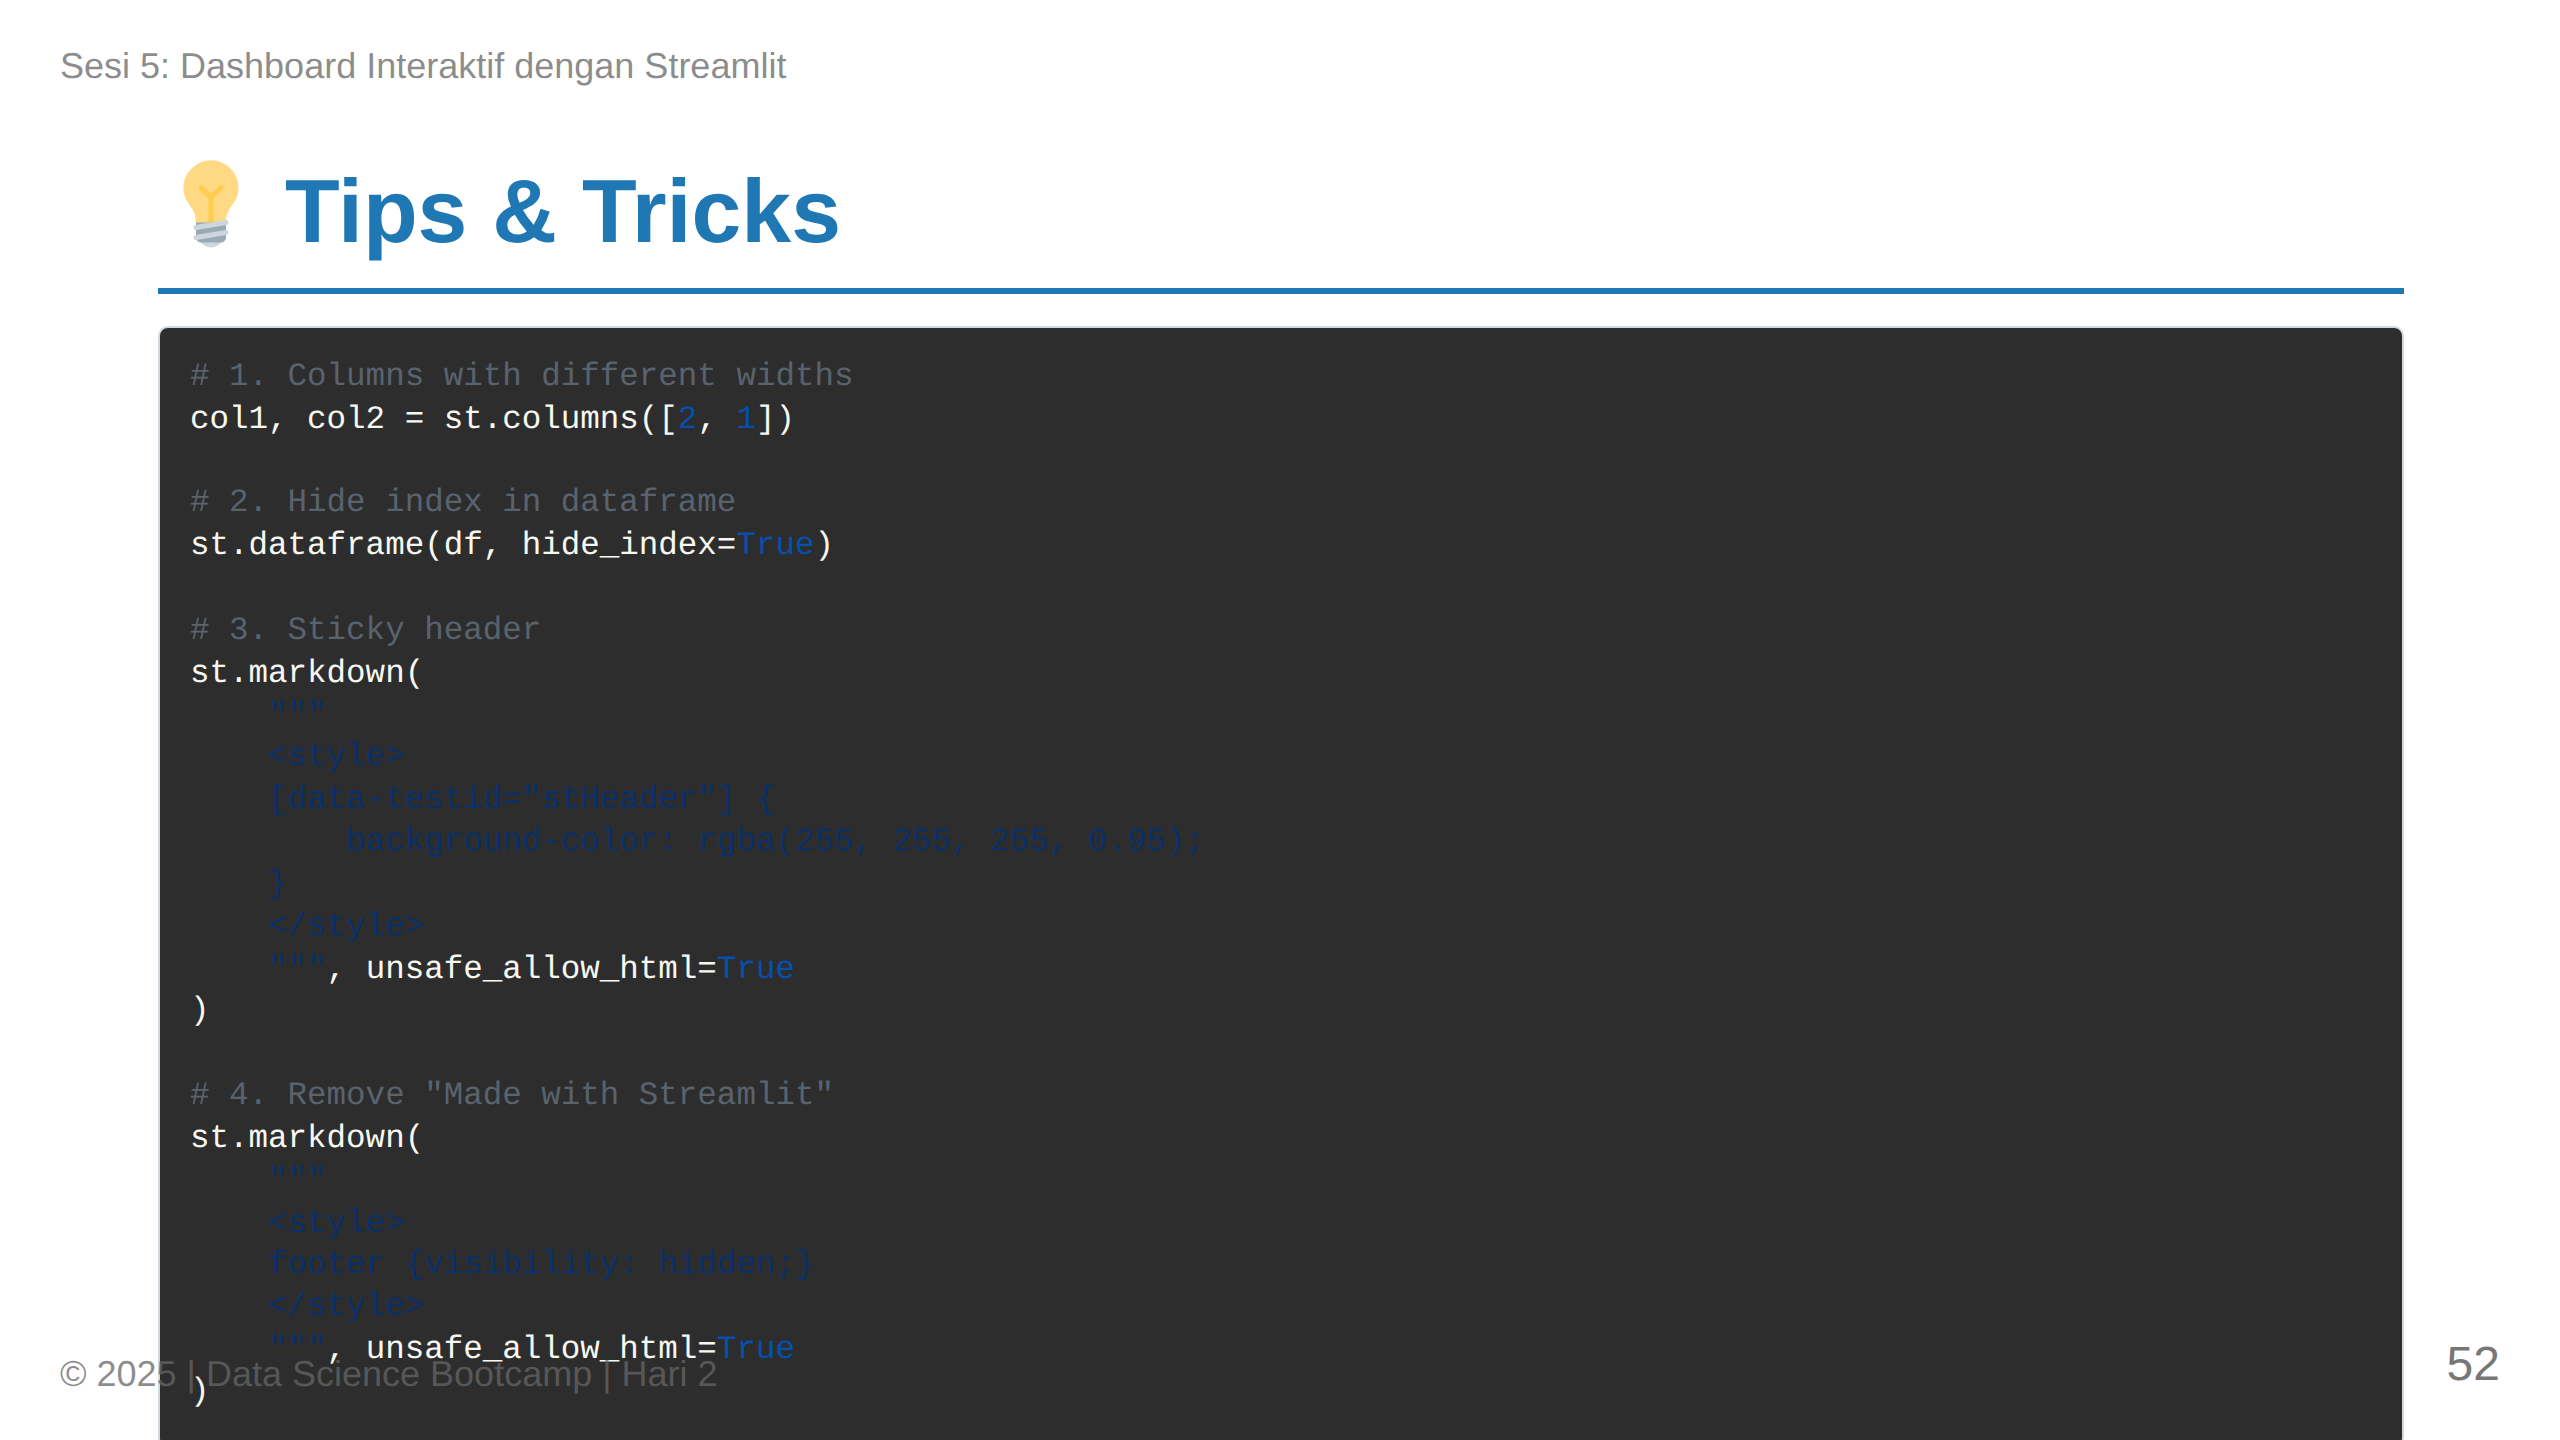 Sesi 5: Dashboard Interaktif dengan Streamlit
💡 Tips & Tricks
# 1. Columns with different widths
col1, col2 = st.columns([2, 1])
# 2. Hide index in dataframe
st.dataframe(df, hide_index=True)
# 3. Sticky header
st.markdown(
    """
    <style>
    [data-testid="stHeader"] {
        background-color: rgba(255, 255, 255, 0.95);
    }
    </style>
    """, unsafe_allow_html=True
)
# 4. Remove "Made with Streamlit"
st.markdown(
    """
    <style>
    footer {visibility: hidden;}
    </style>
    """, unsafe_allow_html=True
)
© 2025 | Data Science Bootcamp | Hari 2
52